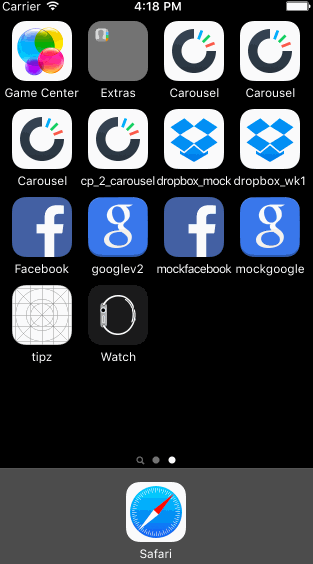 Carrier 4:18 PM
Game Center Extras Carousel Carousel
Carousel cp_2_carousel dropbox_mock dropbox_wk1
Facebook googlev2 mockfacebook mockgoogle
tipz Watch
Safari